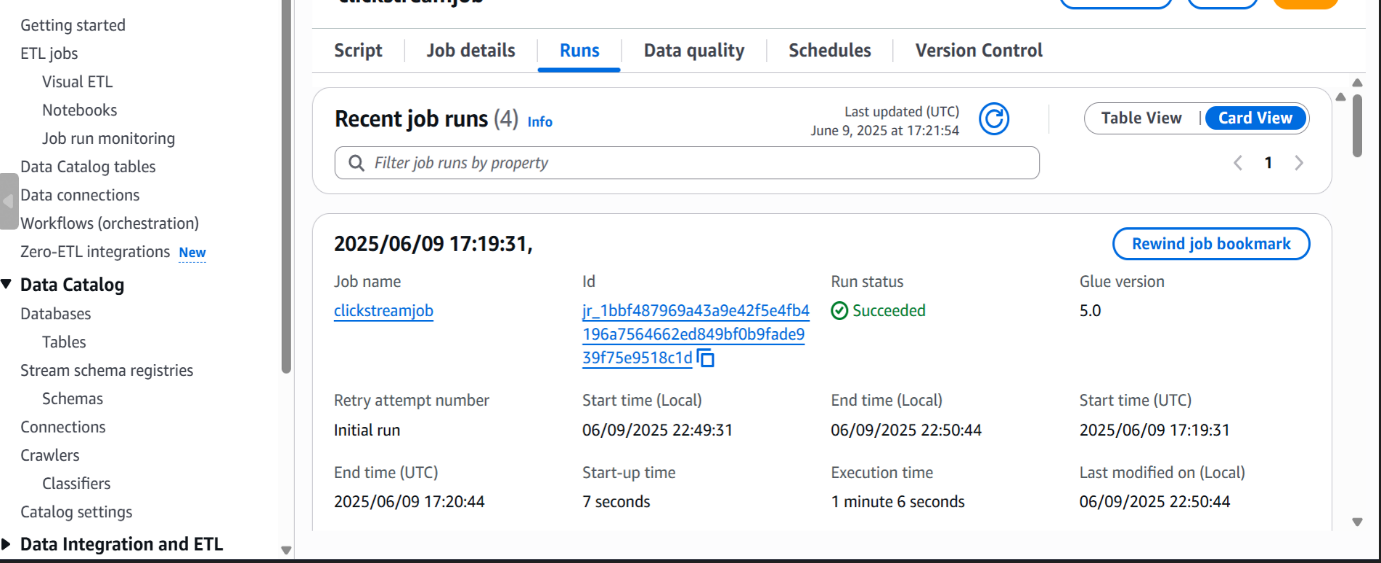 Getting started
ETL jobs
Visual ETL
Notebooks
Job run monitoring
Data Catalog tables
Data connections
Workflows (orchestration)
Zero-ETL integrations New
Data Catalog
Databases
Tables
Stream schema registries
Schemas
Connections
Crawlers
Classifiers
Catalog settings
Data Integration and ETL
clickstreamjob
Script Job details Runs Data quality Schedules Version Control
Recent job runs (4) Info
Last updated (UTC)
June 9, 2025 at 17:21:54
Table View Card View
Filter job runs by property
1
2025/06/09 17:19:31,
Rewind job bookmark
Job name Id Run status Glue version
clickstreamjob jr_1bbf487969a43a9e42f5e4fb4 Succeeded 5.0
196a7564662ed849bf0b9fade9
39f75e9518c1d
Retry attempt number Start time (Local) End time (Local) Start time (UTC)
Initial run 06/09/2025 22:49:31 06/09/2025 22:50:44 2025/06/09 17:19:31
End time (UTC) Start-up time Execution time Last modified on (Local)
2025/06/09 17:20:44 7 seconds 1 minute 6 seconds 06/09/2025 22:50:44